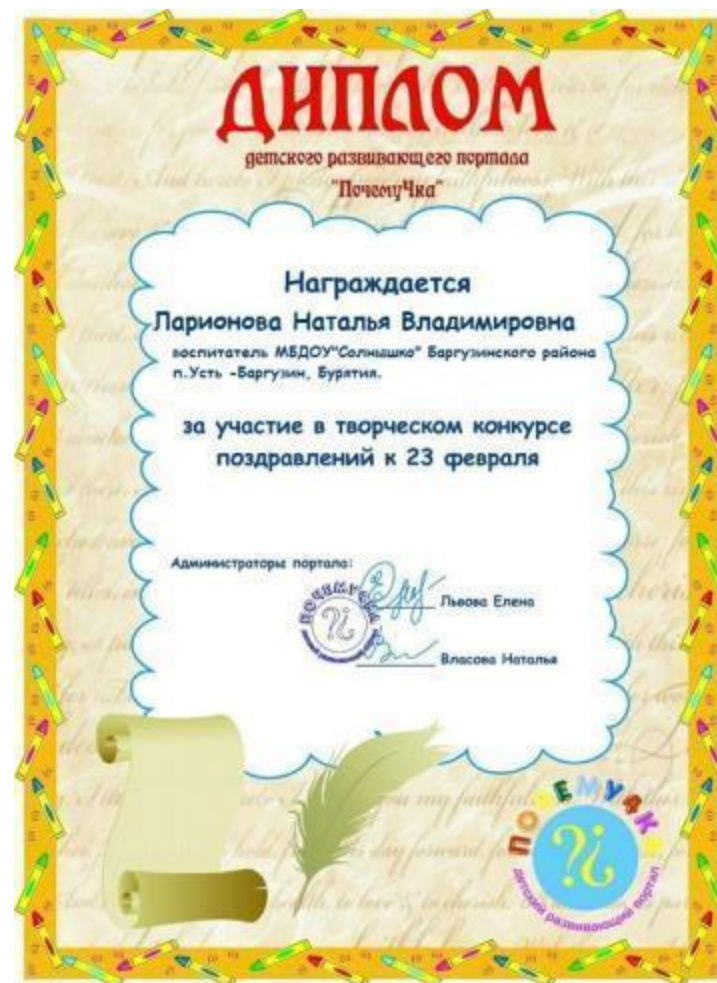 ДИПЛОМ
детского развивающего портала
"ПочемуЧка"
Награждается
Ларионова Наталья Владимировна
воспитатель МБДОУ"Солнышко" Баргузинского района
п.Усть -Баргузин, Бурятия.
за участие в творческом конкурсе
поздравлений к 23 февраля
Администраторы портала:
ПОЧЕМУЧКА
Львова Елена
Власова Наталья
ПОЧЕМУЧКА
детский развивающий портал